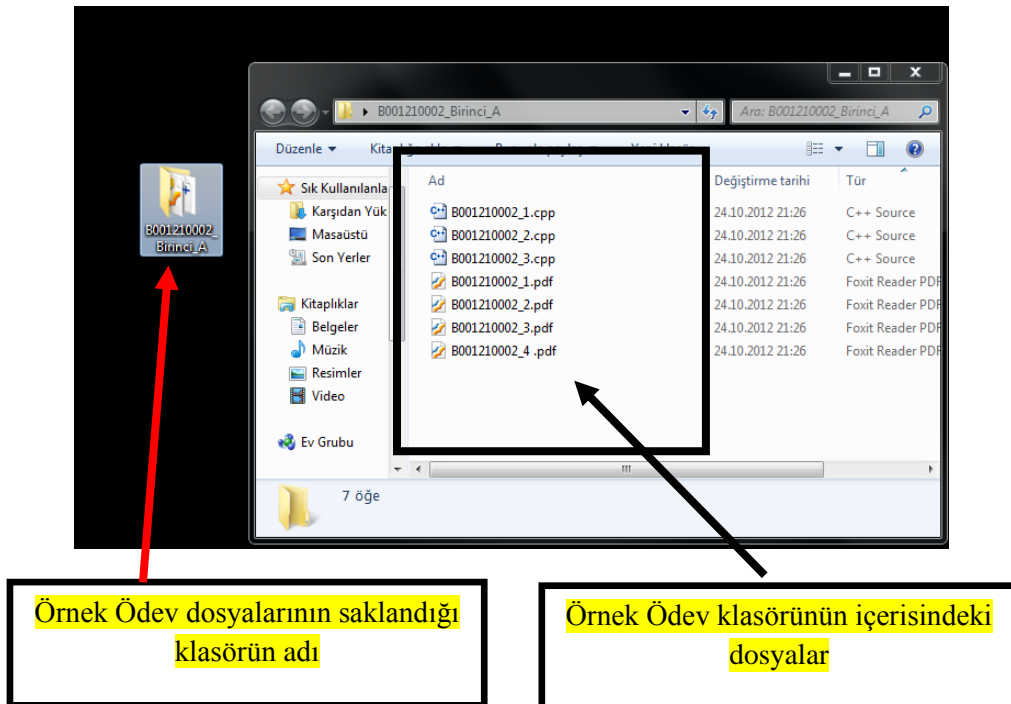 B001210002_Birinci_A
Ara: B001210002_Birinci_A
Düzenle
Sık Kullanılanla
Karşıdan Yük
Masaüstü
Son Yerler
Kitaplıklar
Belgeler
Müzik
Resimler
Video
Ev Grubu
Ad Değiştirme tarihi Tür
B001210002_1.cpp 24.10.2012 21:26 C++ Source
B001210002_2.cpp 24.10.2012 21:26 C++ Source
B001210002_3.cpp 24.10.2012 21:26 C++ Source
B001210002_1.pdf 24.10.2012 21:26 Foxit Reader PDF
B001210002_2.pdf 24.10.2012 21:26 Foxit Reader PDF
B001210002_3.pdf 24.10.2012 21:26 Foxit Reader PDF
B001210002_4 .pdf 24.10.2012 21:26 Foxit Reader PDF
7 öğe
B001210002_
Birinci_A
Örnek Ödev dosyalarının saklandığı
klasörün adı
Örnek Ödev klasörünün içerisindeki
dosyalar